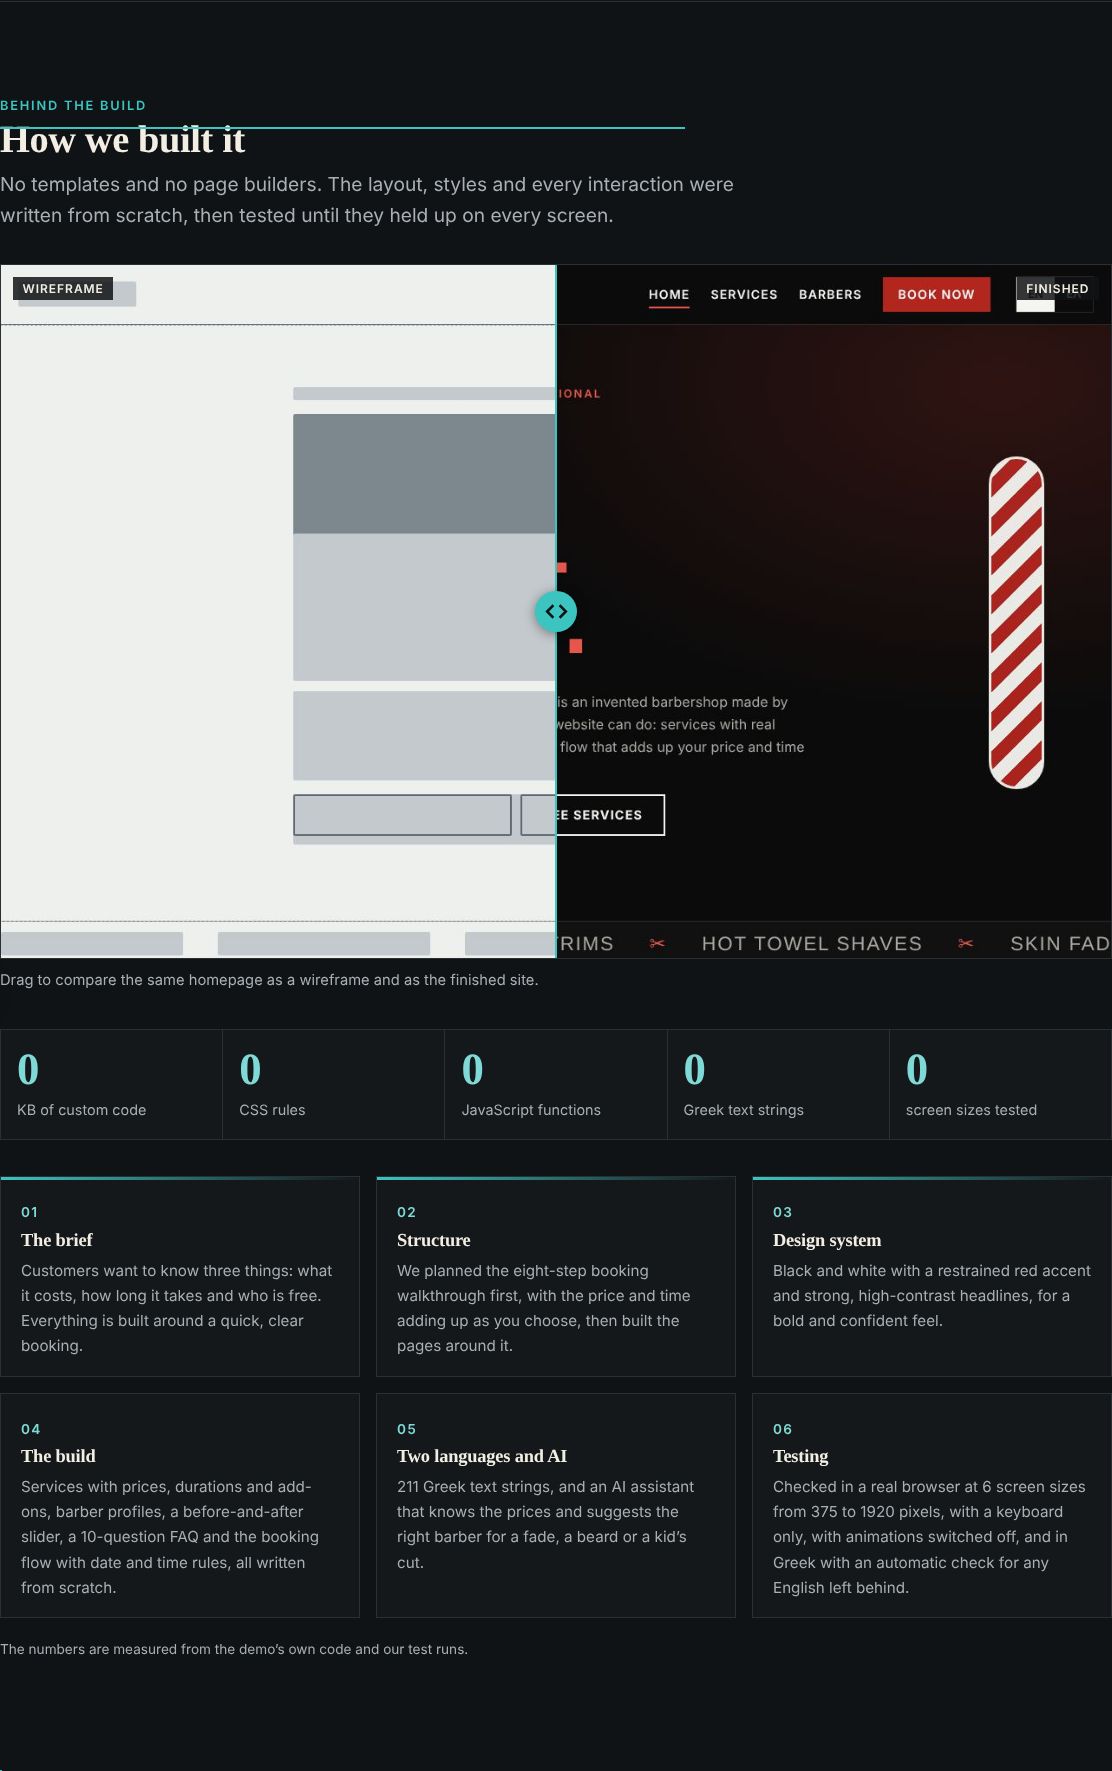 BEHIND THE BUILD
How we built it
No templates and no page builders. The layout, styles and every interaction were
written from scratch, then tested until they held up on every screen.
WIREFRAME
HOME SERVICES BARBERS BOOK NOW FINISHED
IONAL
is an invented barbershop made by
website can do: services with real
flow that adds up your price and time
EE SERVICES
TRIMS ✂ HOT TOWEL SHAVES ✂ SKIN FAD
Drag to compare the same homepage as a wireframe and as the finished site.
0 0 0 0 0
KB of custom code CSS rules JavaScript functions Greek text strings screen sizes tested
01
The brief
Customers want to know three things: what
it costs, how long it takes and who is free.
Everything is built around a quick, clear
booking.
02
Structure
We planned the eight-step booking
walkthrough first, with the price and time
adding up as you choose, then built the
pages around it.
03
Design system
Black and white with a restrained red accent
and strong, high-contrast headlines, for a
bold and confident feel.
04
The build
Services with prices, durations and add-
ons, barber profiles, a before-and-after
slider, a 10-question FAQ and the booking
flow with date and time rules, all written
from scratch.
05
Two languages and AI
211 Greek text strings, and an AI assistant
that knows the prices and suggests the
right barber for a fade, a beard or a kid’s
cut.
06
Testing
Checked in a real browser at 6 screen sizes
from 375 to 1920 pixels, with a keyboard
only, with animations switched off, and in
Greek with an automatic check for any
English left behind.
The numbers are measured from the demo’s own code and our test runs.